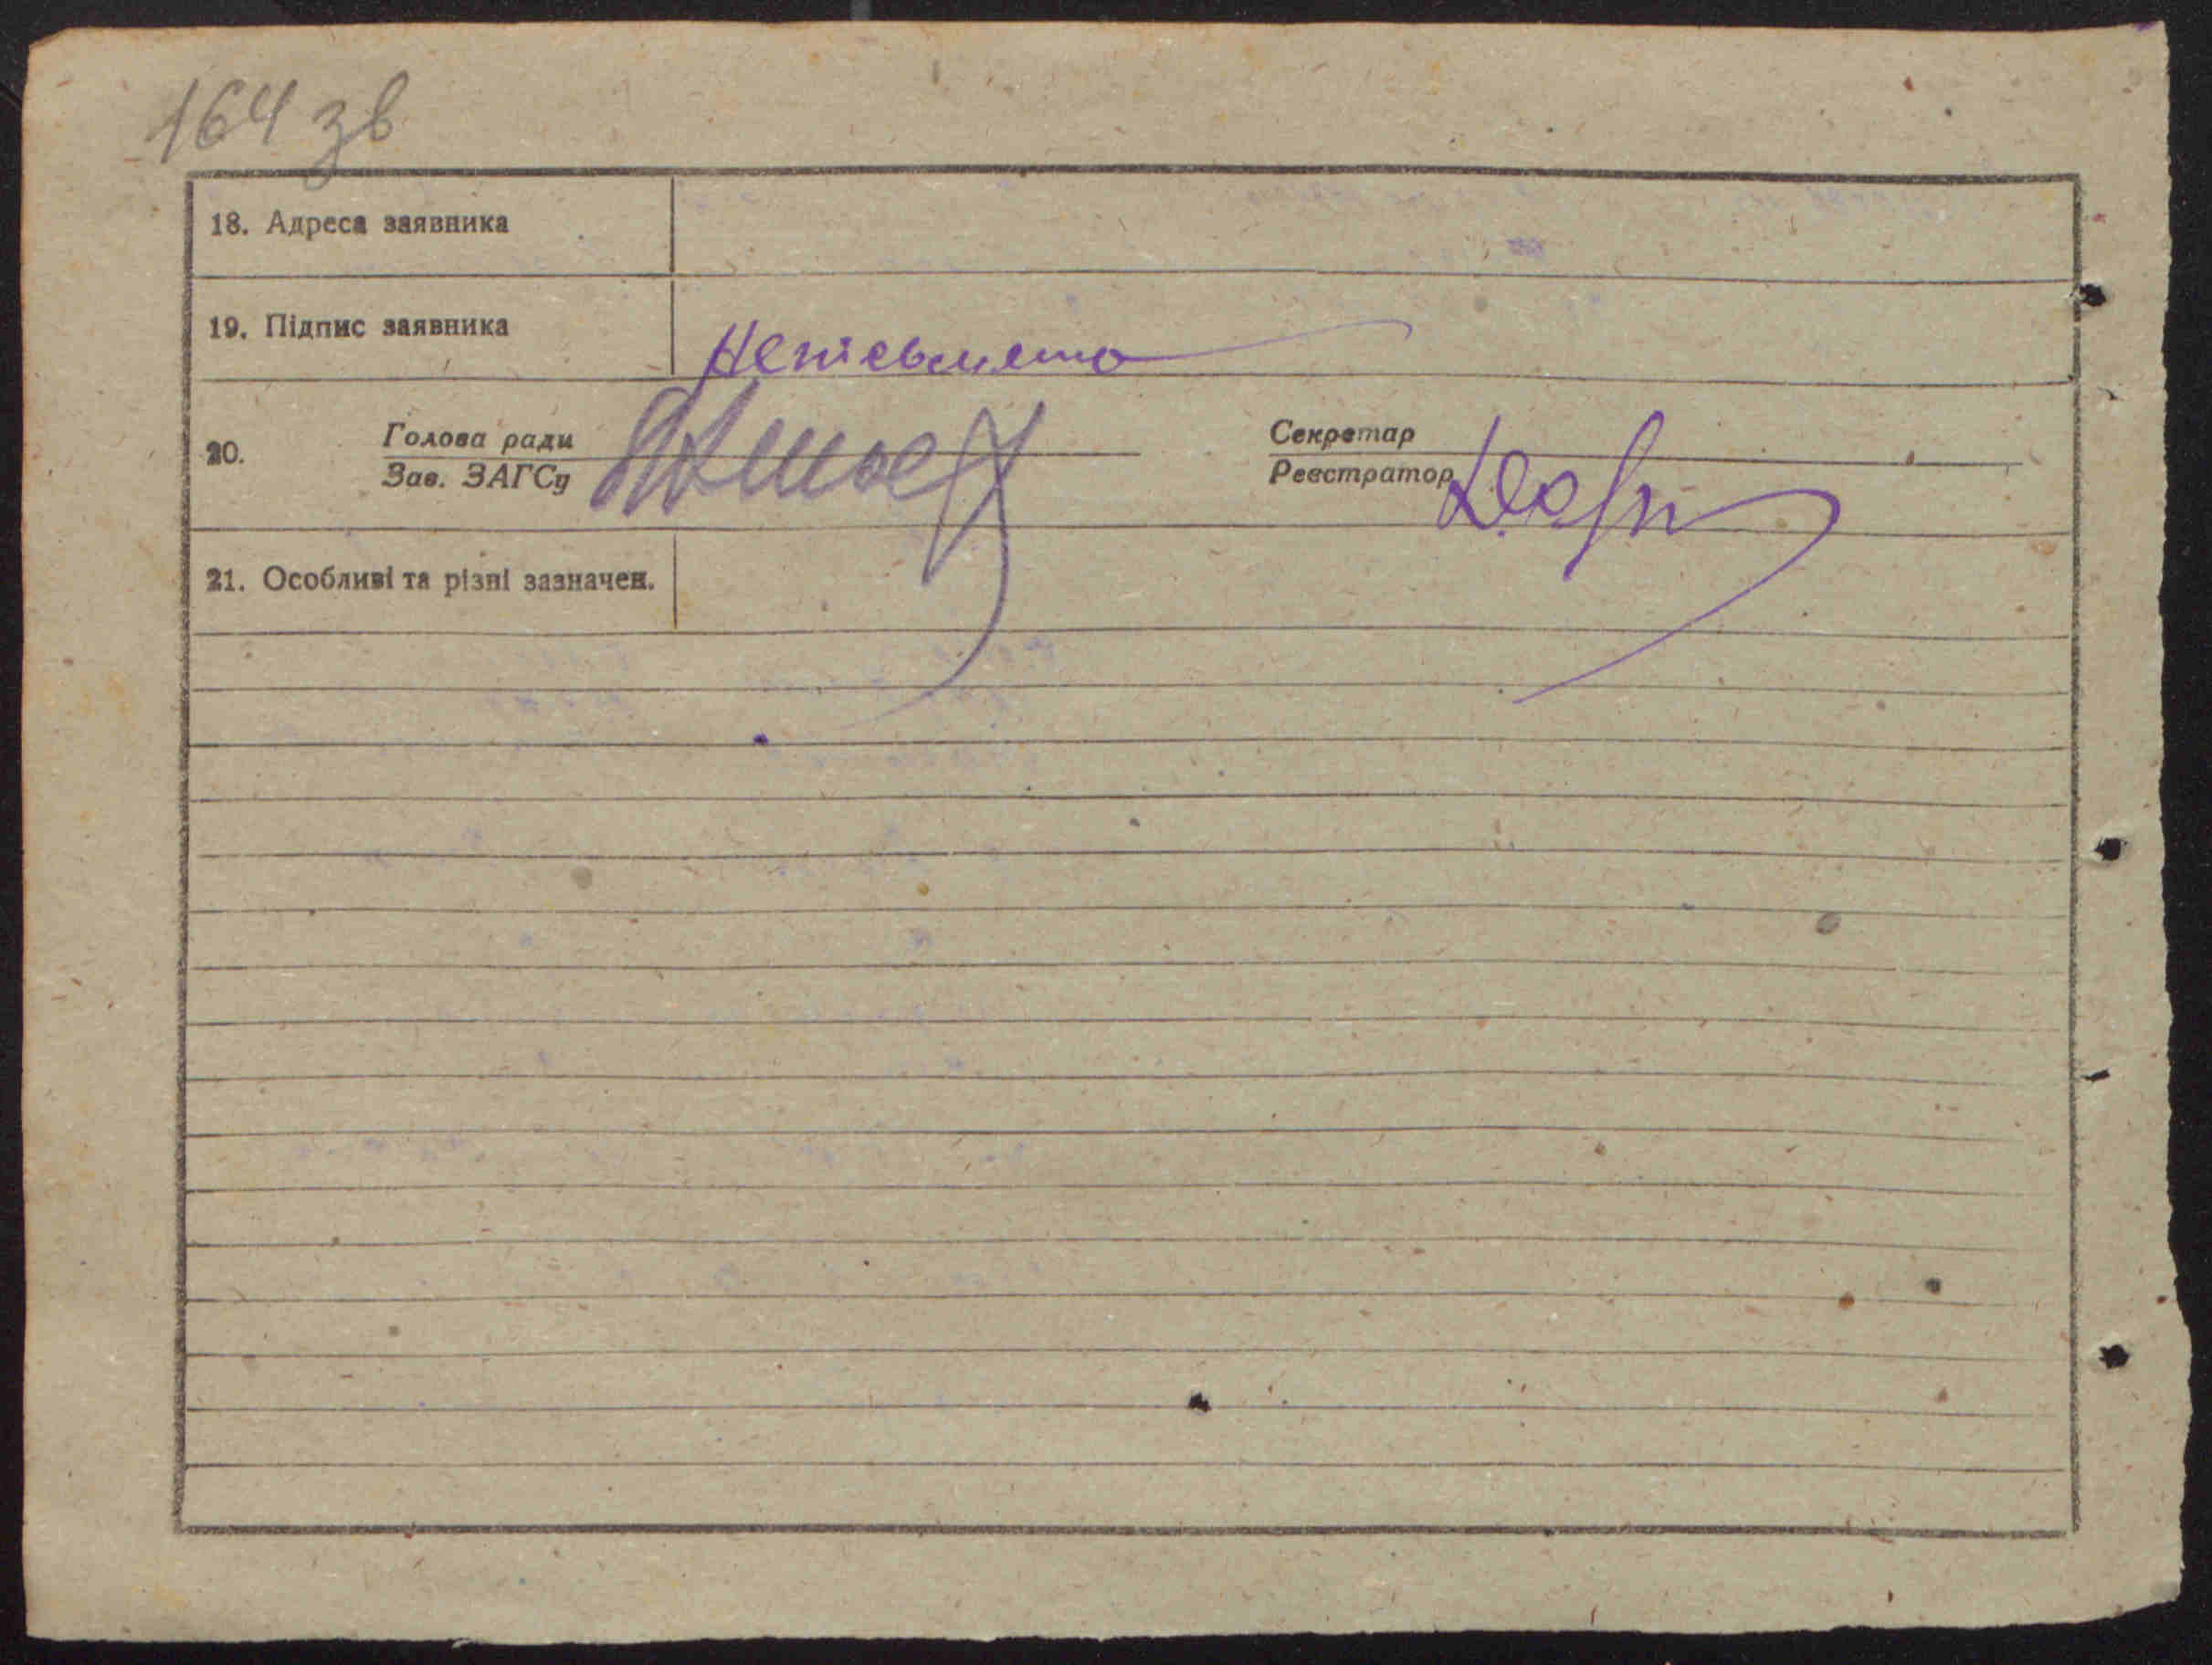 164 зв
18. Адреса заявника
19. Підпис заявника
20. Голова ради
Зав. ЗАГСу
Секретар
Реєстратор
21. Особливі та різні зазначен.